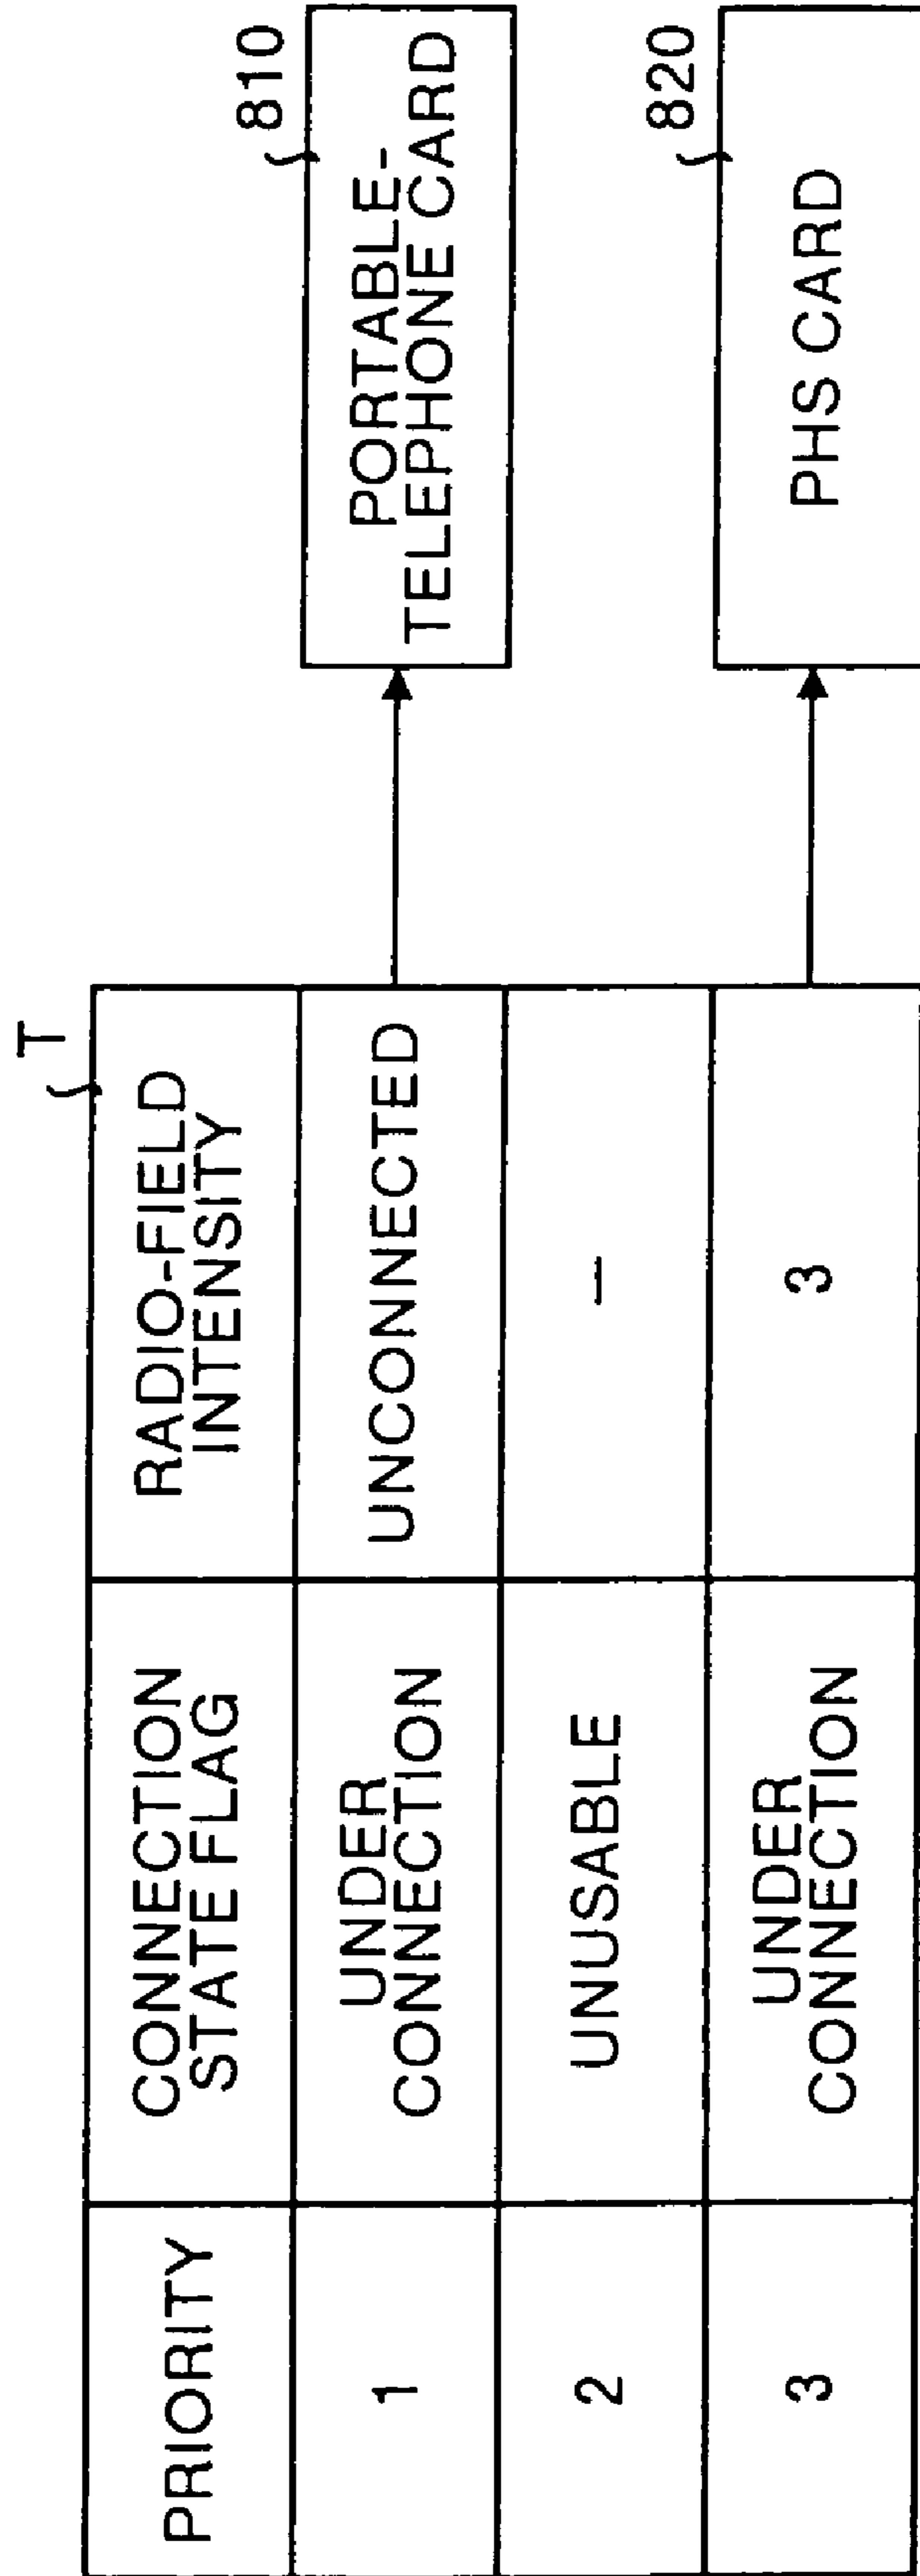 T
PRIORITY
CONNECTION
STATE FLAG
RADIO-FIELD
INTENSITY
1
UNDER
CONNECTION
UNCONNECTED
810
PORTABLE-
TELEPHONE CARD
2
UNUSABLE
–
3
UNDER
CONNECTION
3
820
PHS CARD